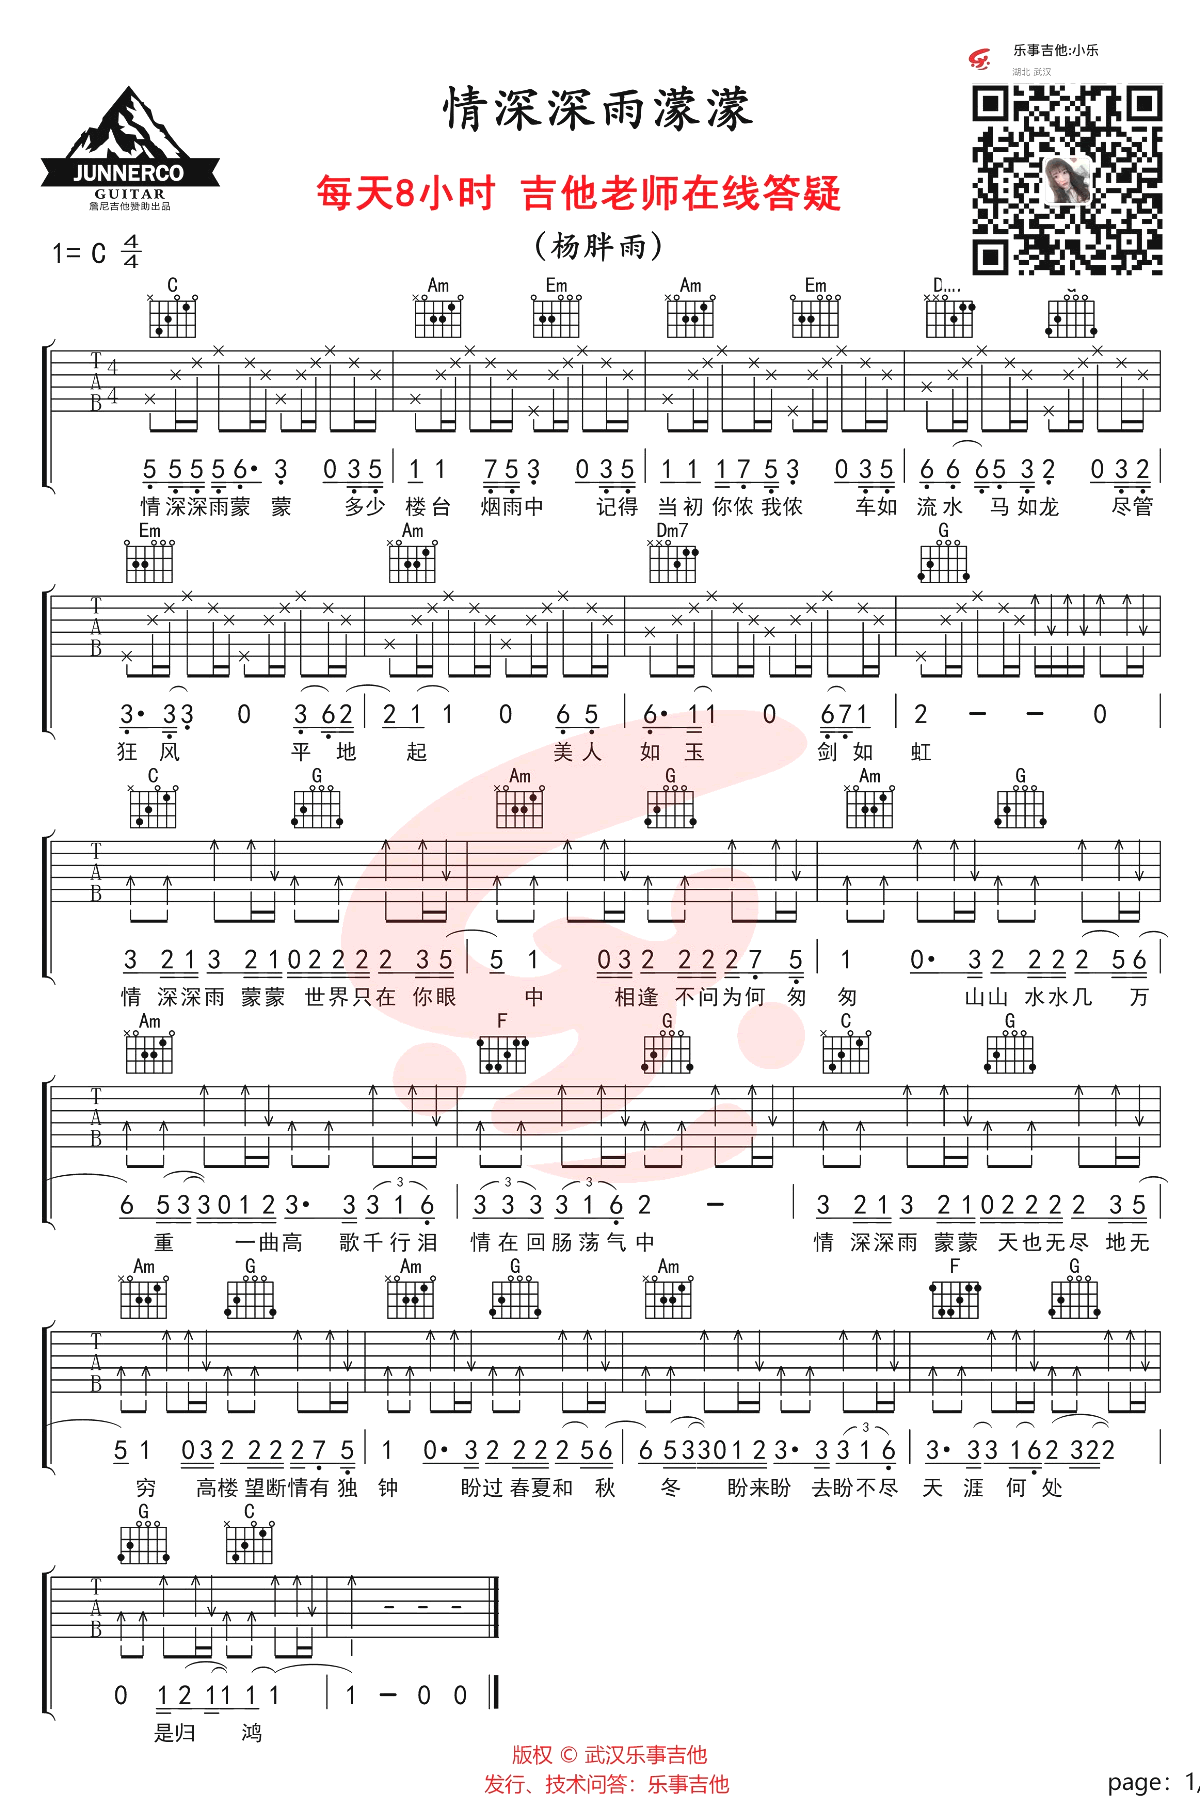 乐事吉他:小乐
湖北 武汉
情深深雨濛濛
JUNNERCO
GUITAR
詹尼吉他赞助出品
每天8小时 吉他老师在线答疑
(杨胖雨)
1= C 4/4
C Am Em Am Em
T A B 4 4
5 5 5 5 5 6· 3 0 3 5 | 1 1 7 5 3 0 3 5 | 1 1 1 7 5 3 0 3 5 | 6 6 6 5 3 2 0 3 2 |
情 深深雨蒙 蒙 多少 楼台 烟雨中 记得 当初你侬我侬 车如 流水 马如龙 尽管
Em Am Dm7 G
T A B
3· 3 3 0 3 6 2 | 2 1 1 0 6 5 | 6· 1 1 0 6 7 1 | 2 – – 0 |
狂 风 平 地 起 美人 如 玉 剑 如 虹
C G Am G Am G
T A B
3 2 1 3 2 1 0 2 2 2 2 3 5 | 5 1 0 3 2 2 2 2 7 5 | 1 0· 3 2 2 2 2 5 6 |
情 深深雨 蒙蒙 世界只在 你眼 中 相逢 不问为何 匆 匆 山山 水水几 万
Am F G C G
T A B
6 5 3 3 0 1 2 3· 3 3 1 6 | 3 3 3 3 1 6 2 – | 3 2 1 3 2 1 0 2 2 2 2 3 5 |
重 一曲高 歌千行泪 情在回肠荡气中 情 深深雨 蒙蒙 天也无尽 地无
Am G Am G Am F G
T A B
5 1 0 3 2 2 2 2 7 5 | 1 0· 3 2 2 2 2 5 6 | 6 5 3 3 0 1 2 3· 3 3 1 6 | 3· 3 3 1 6 2 3 2 2 |
穷 高楼 望断情有 独 钟 盼过 春夏和 秋 冬 盼来盼 去盼不尽 天 涯 何 处
G C
T A B
0 1 2 1 1 1 1 | 1 – 0 0
是归 鸿
版权 © 武汉乐事吉他
发行、技术问答：乐事吉他
page: 1/